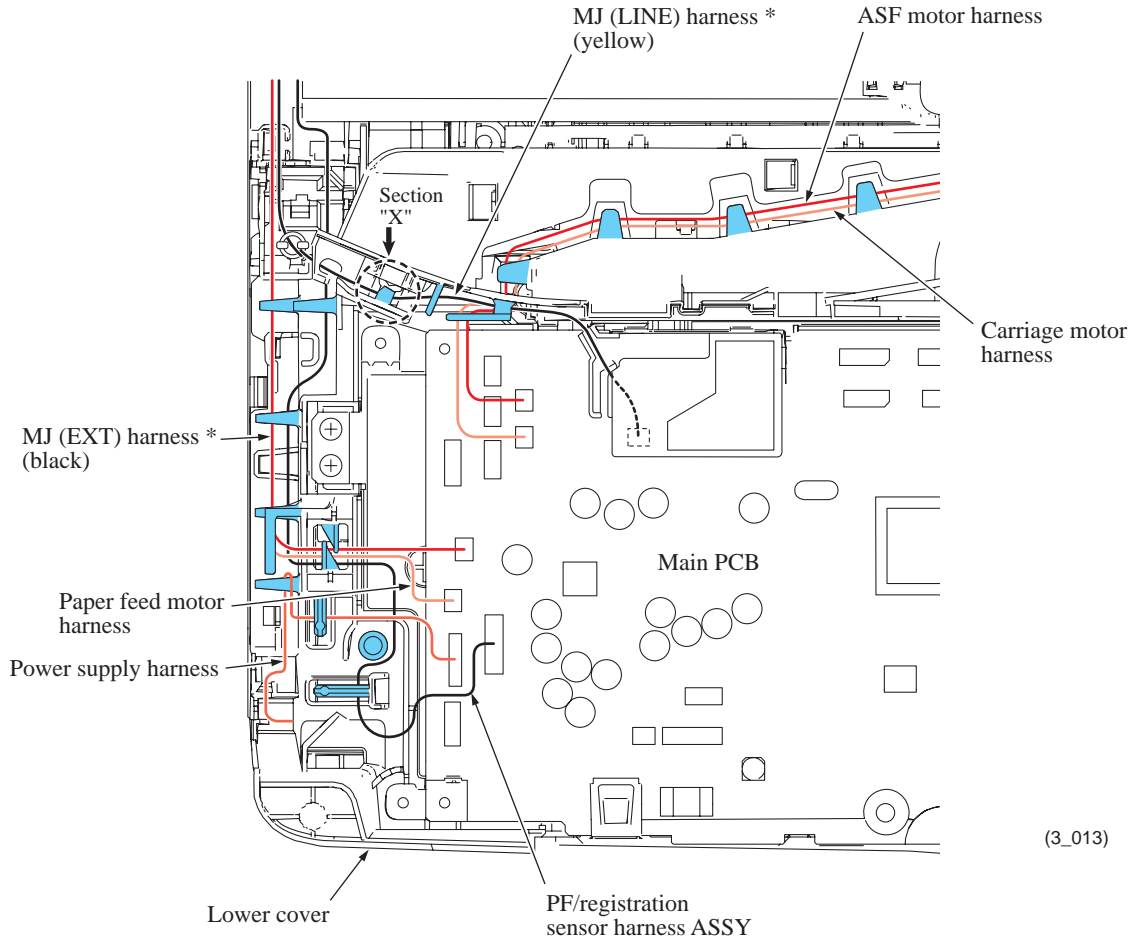 MJ (LINE) harness *
(yellow)
ASF motor harness
Section
"X"
Carriage motor
harness
MJ (EXT) harness *
(black)
Main PCB
Paper feed motor
harness
Power supply harness
(3_013)
Lower cover
PF/registration
sensor harness ASSY